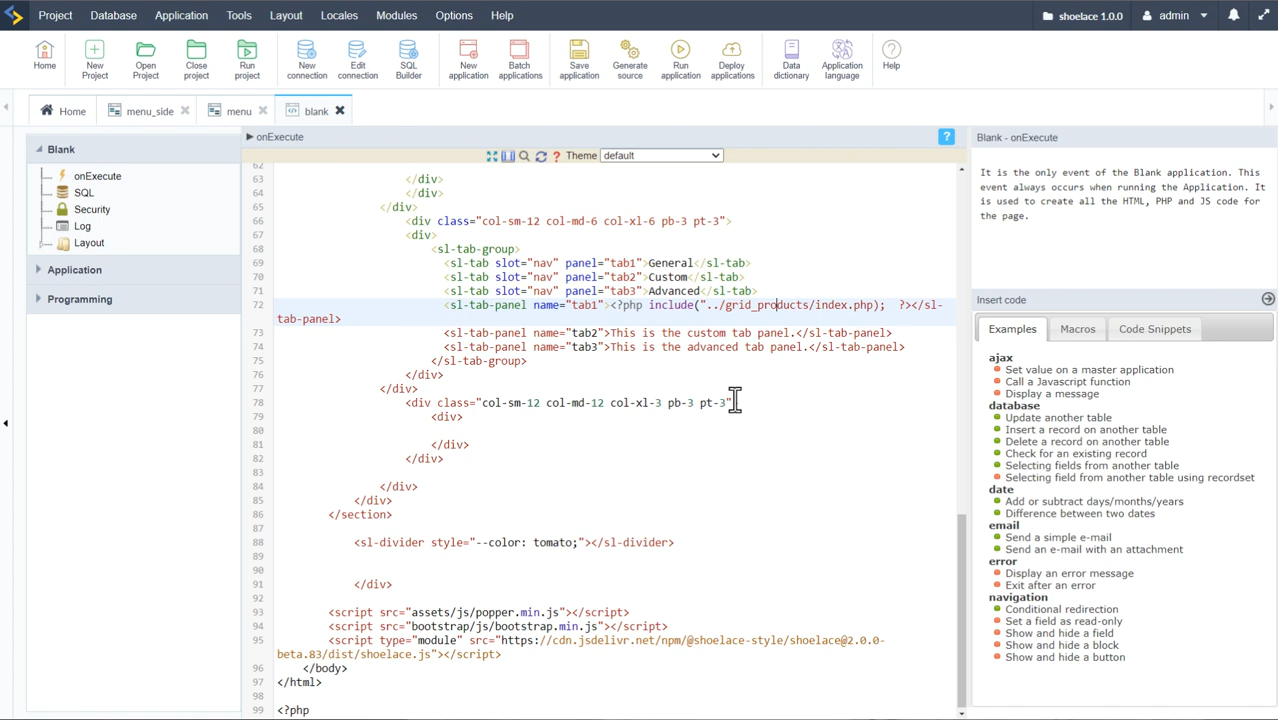 Project Database Application Tools Layout Locales Modules Options Help shoelace 1.0.0 admin
Home New Project Open Project Close project Run project New connection Edit connection SQL Builder New application Batch applications Save application Generate source Run application Deploy applications Data dictionary Application language Help
Home menu_side menu blank
Blank
onExecute
SQL
Security
Log
Layout
Application
Programming
onExecute
?
? Theme default
62
63 </div>
64 </div>
65 </div>
66 <div class="col-sm-12 col-md-6 col-xl-6 pb-3 pt-3">
67 <div>
68 <sl-tab-group>
69 <sl-tab slot="nav" panel="tab1">General</sl-tab>
70 <sl-tab slot="nav" panel="tab2">Custom</sl-tab>
71 <sl-tab slot="nav" panel="tab3">Advanced</sl-tab>
72 <sl-tab-panel name="tab1"><?php include("../grid_products/index.php); ?></sl-
tab-panel>
73 <sl-tab-panel name="tab2">This is the custom tab panel.</sl-tab-panel>
74 <sl-tab-panel name="tab3">This is the advanced tab panel.</sl-tab-panel>
75 </sl-tab-group>
76 </div>
77 </div>
78 <div class="col-sm-12 col-md-12 col-xl-3 pb-3 pt-3"
79 <div>
80
81 </div>
82 </div>
83
84 </div>
85 </div>
86 </section>
87
88 <sl-divider style="--color: tomato;"></sl-divider>
89
90
91 </div>
92
93 <script src="assets/js/popper.min.js"></script>
94 <script src="bootstrap/js/bootstrap.min.js"></script>
95 <script type="module" src="https://cdn.jsdelivr.net/npm/@shoelace-style/shoelace@2.0.0-
beta.83/dist/shoelace.js"></script>
96 </body>
97 </html>
98
99 <?php
Blank - onExecute
It is the only event of the Blank application. This
event always occurs when running the Application. It
is used to create all the HTML, PHP and JS code for
the page.
Insert code
Examples Macros Code Snippets
ajax
Set value on a master application
Call a Javascript function
Display a message
database
Update another table
Insert a record on another table
Delete a record on another table
Check for an existing record
Selecting fields from another table
Selecting field from another table using recordset
date
Add or subtract days/months/years
Difference between two dates
email
Send a simple e-mail
Send an e-mail with an attachment
error
Display an error message
Exit after an error
navigation
Conditional redirection
Set a field as read-only
Show and hide a field
Show and hide a block
Show and hide a button